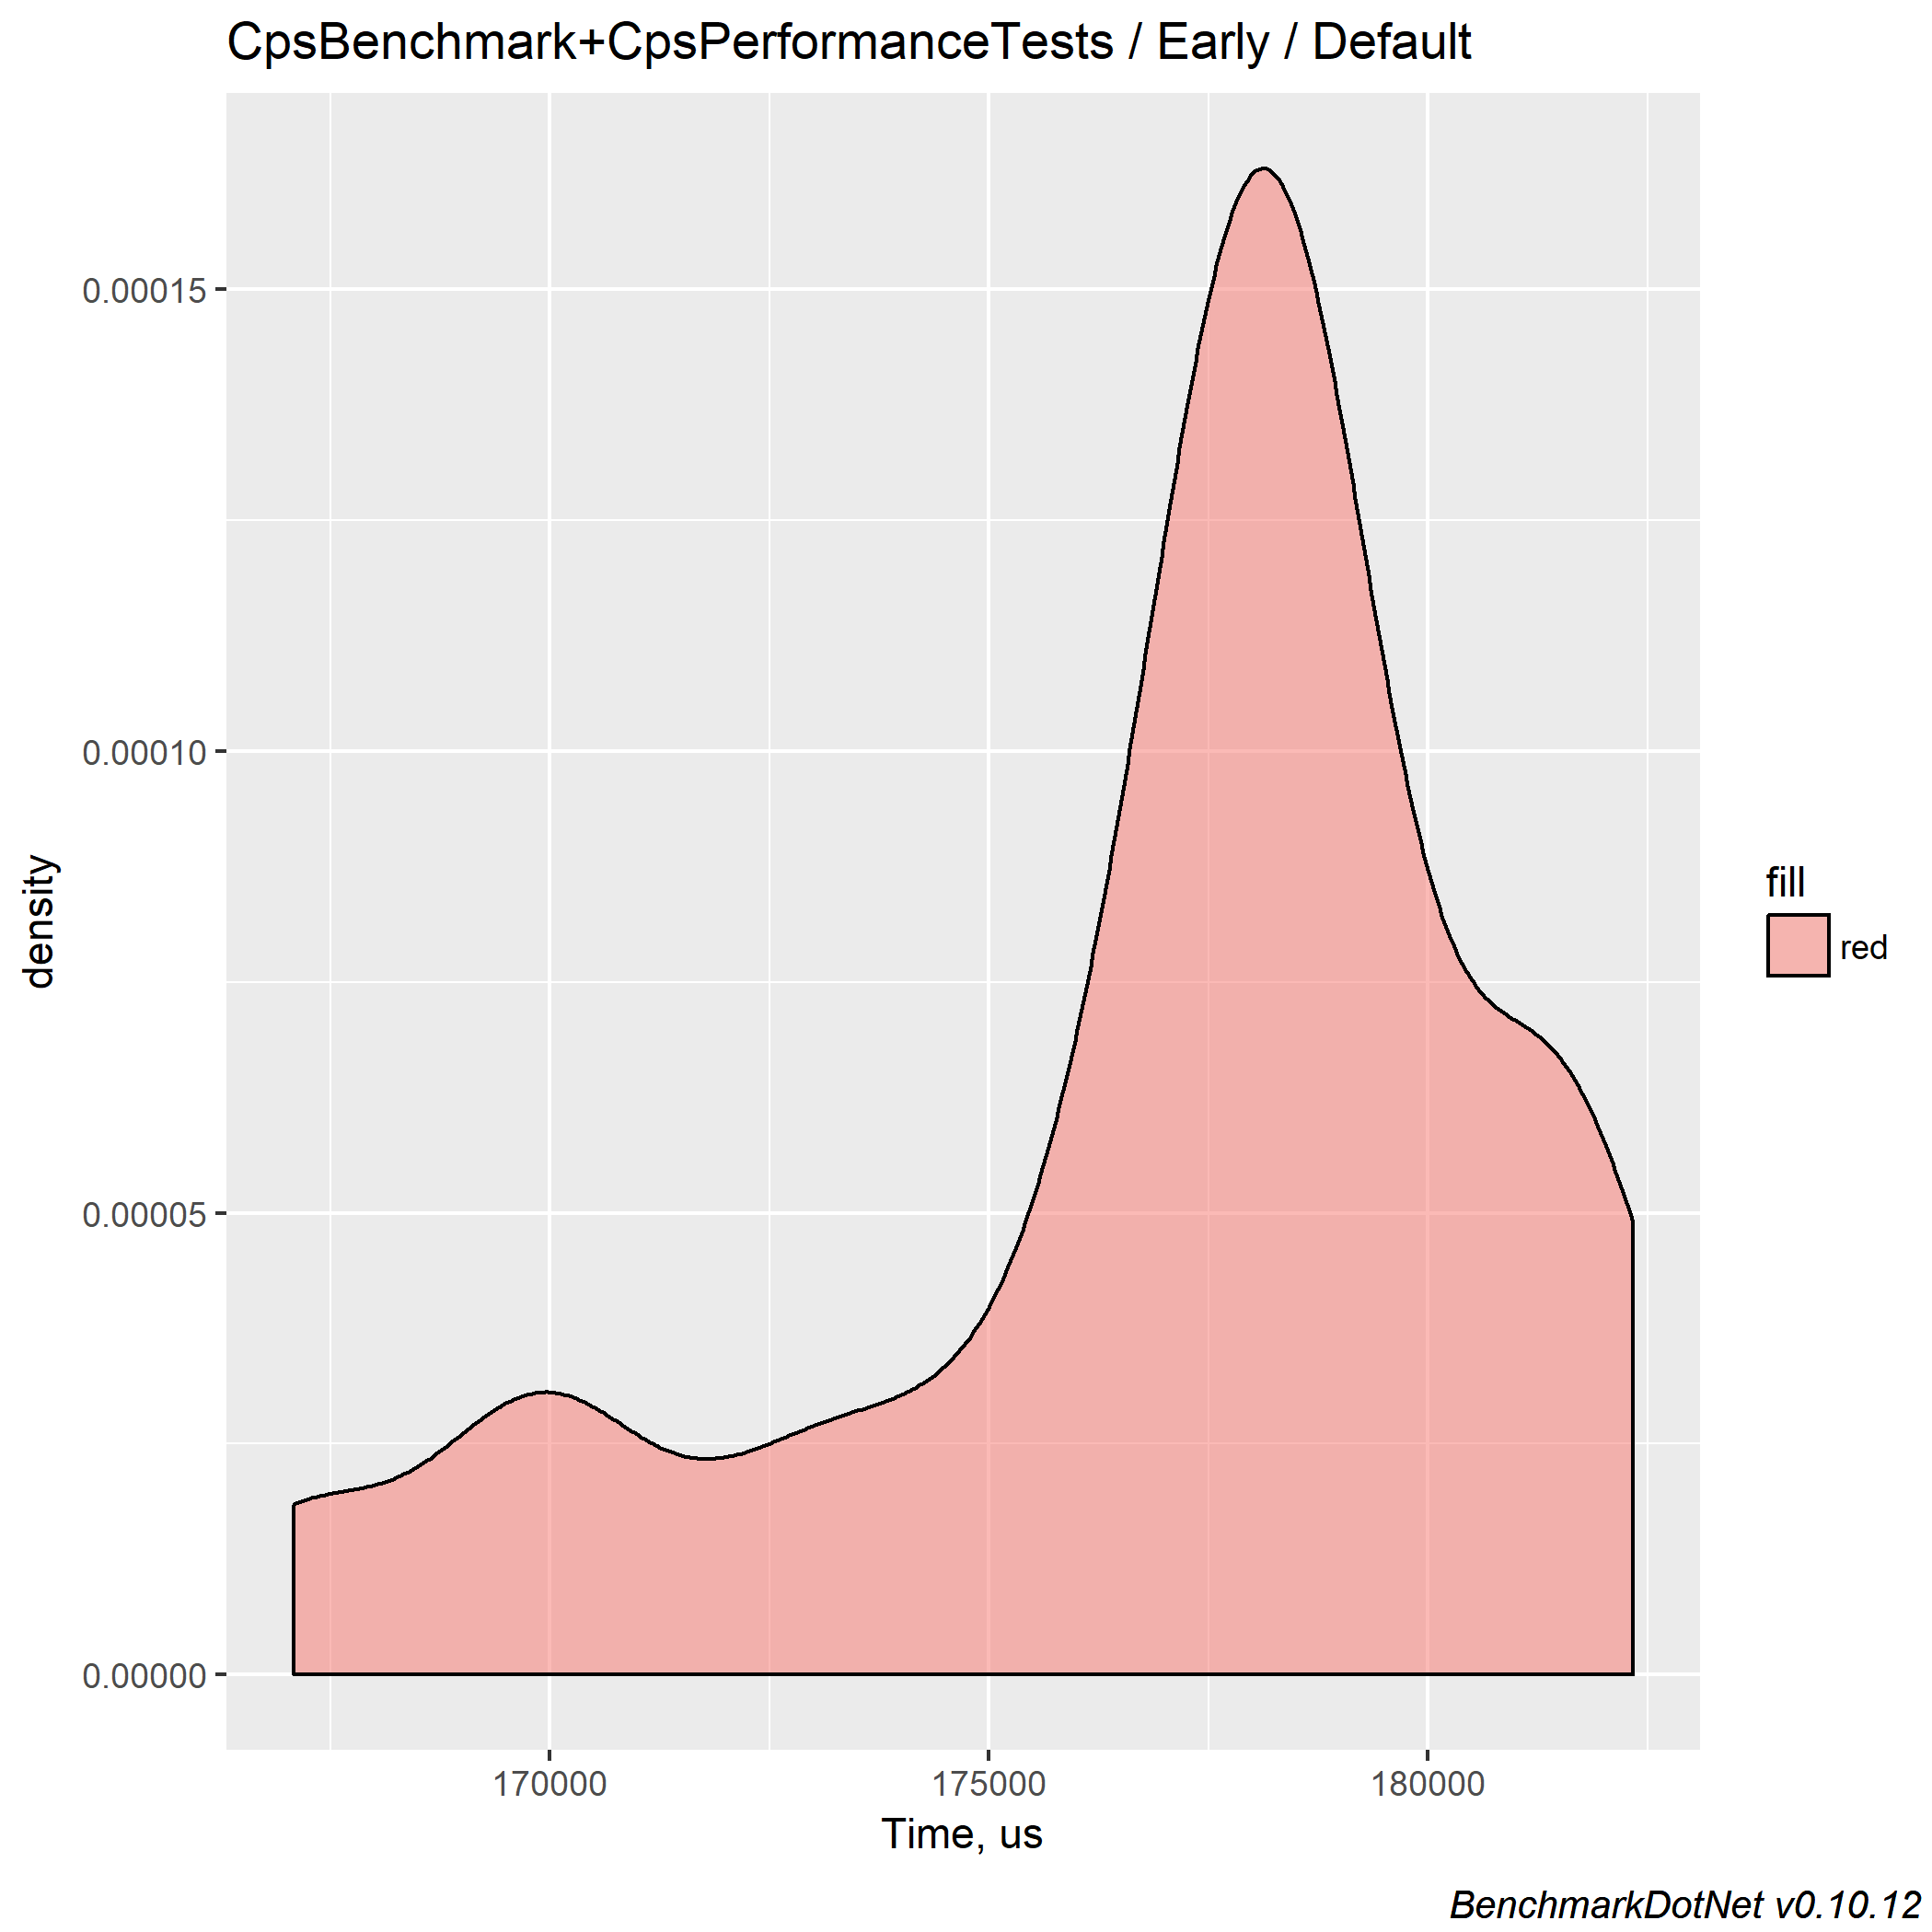 CpsBenchmark+CpsPerformanceTests / Early / Default
0.00015
0.00010
0.00005
0.00000
density
170000 175000 180000
Time, us
fill
red
BenchmarkDotNet v0.10.12